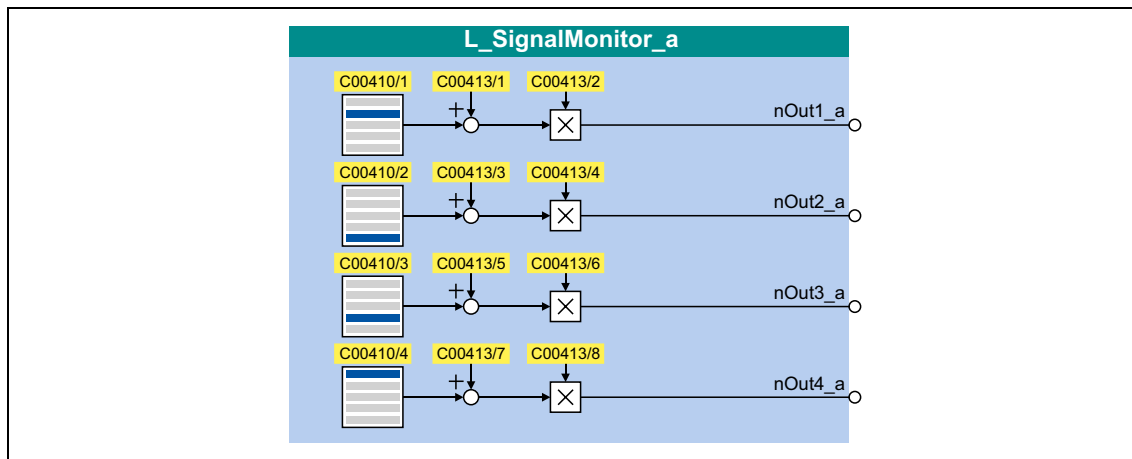 L_SignalMonitor_a
C00410/1 C00413/1 C00413/2
+ × nOut1_a
C00410/2 C00413/3 C00413/4
+ × nOut2_a
C00410/3 C00413/5 C00413/6
+ × nOut3_a
C00410/4 C00413/7 C00413/8
+ × nOut4_a